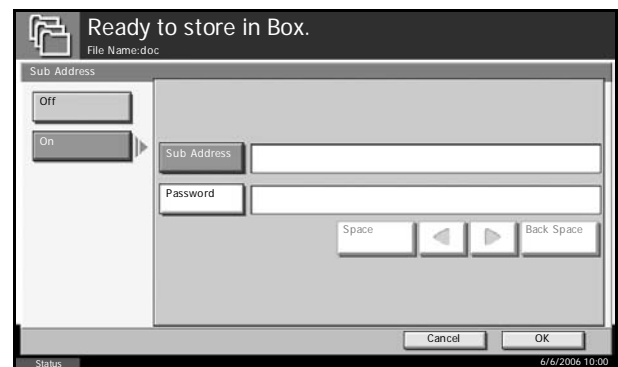 Ready to store in Box.
File Name:doc
Sub Address
Off
On
Sub Address
Password
Space
Back Space
Cancel
OK
Status
6/6/2006 10:00